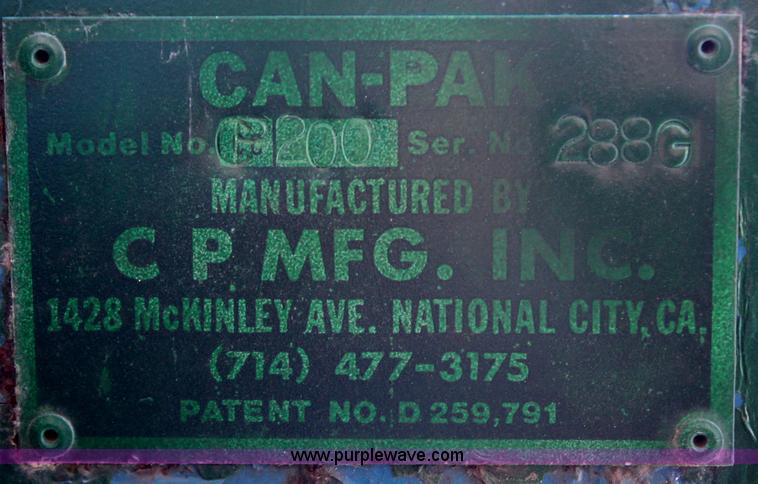 CAN-PAK
Model No. 200 Ser. No 288G
MANUFACTURED BY
C P MFG. INC.
1428 McKINLEY AVE. NATIONAL CITY, CA.
(714) 477-3175
PATENT NO. D 259,791
www.purplewave.com